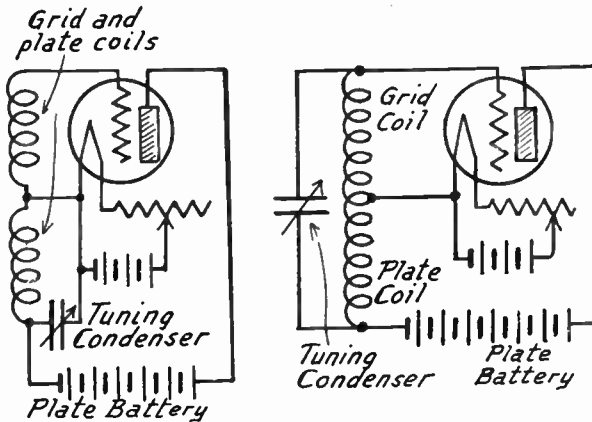 Grid and
plate coils
Tuning
Condenser
Plate Battery
Grid
Coil
Plate
Coil
Tuning
Condenser
Plate
Battery